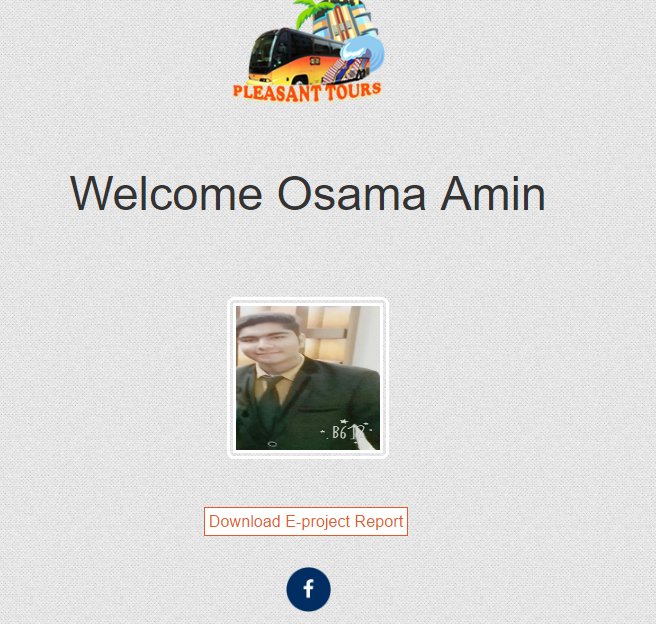 PLEASANT TOURS
Welcome Osama Amin
B612
Download E-project Report
f